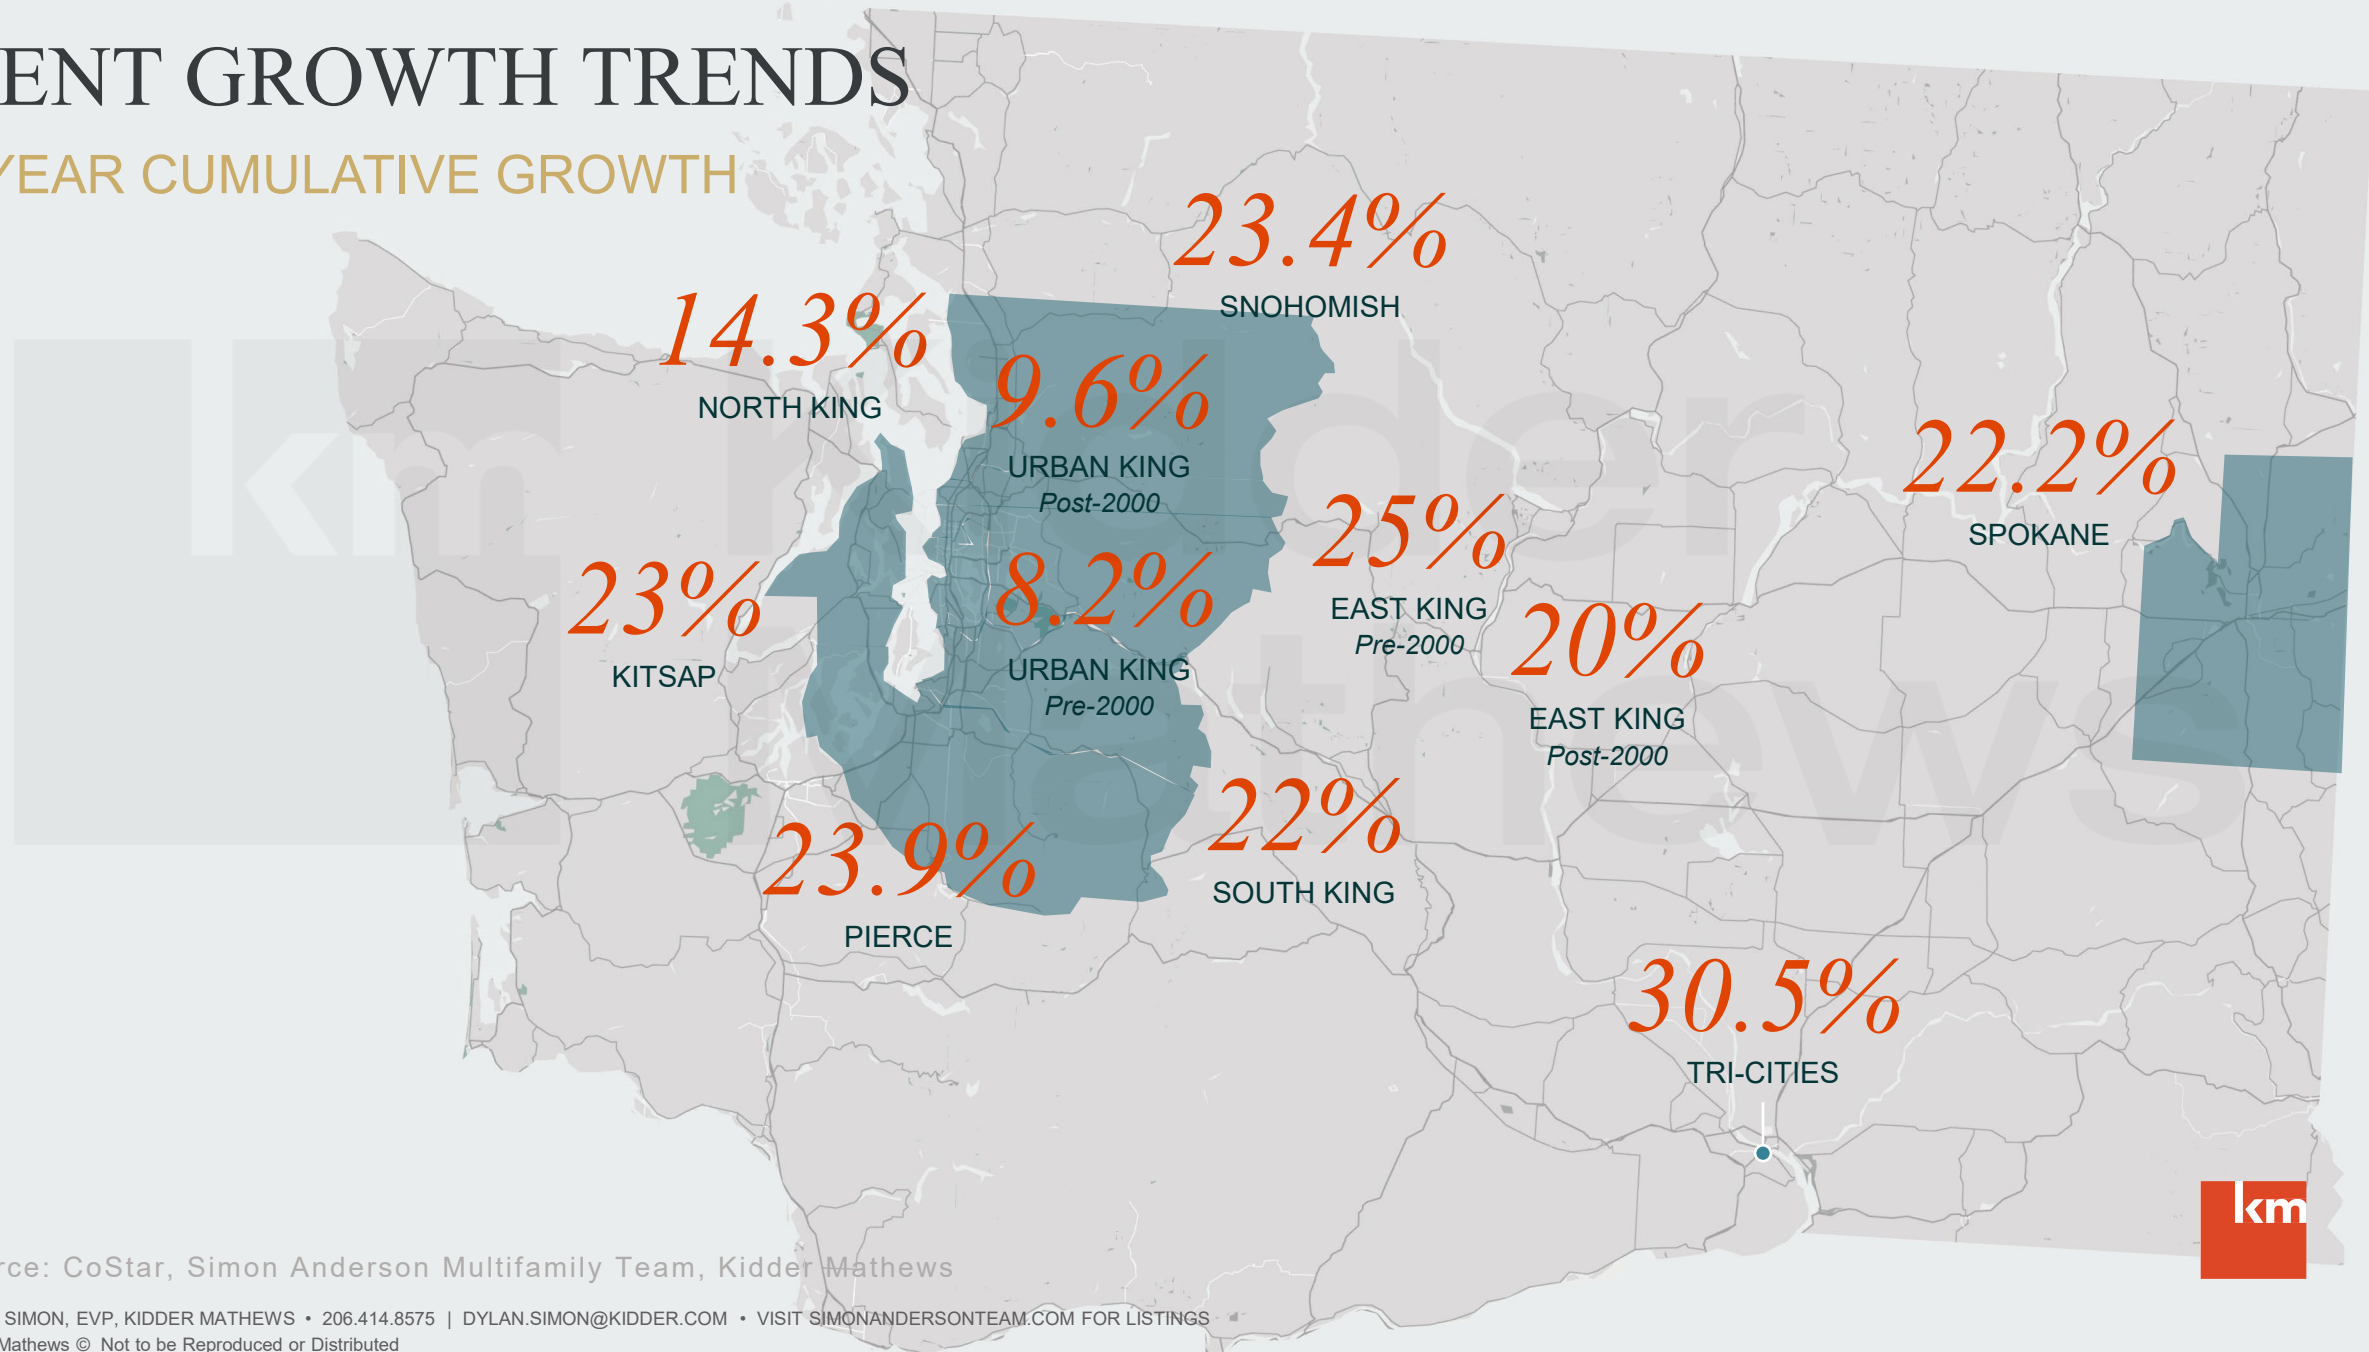 ENT GROWTH TRENDS
YEAR CUMULATIVE GROWTH
23.4%
SNOHOMISH
14.3%
NORTH KING
9.6%
URBAN KING
Post-2000
22.2%
SPOKANE
25%
EAST KING
Pre-2000
8.2%
URBAN KING
Pre-2000
23%
KITSAP
20%
EAST KING
Post-2000
22%
SOUTH KING
23.9%
PIERCE
30.5%
TRI-CITIES
km
km Kidder
Mathews
rce: CoStar, Simon Anderson Multifamily Team, Kidder Mathews
SIMON, EVP, KIDDER MATHEWS • 206.414.8575 | DYLAN.SIMON@KIDDER.COM • VISIT SIMONANDERSONTEAM.COM FOR LISTINGS
Mathews © Not to be Reproduced or Distributed